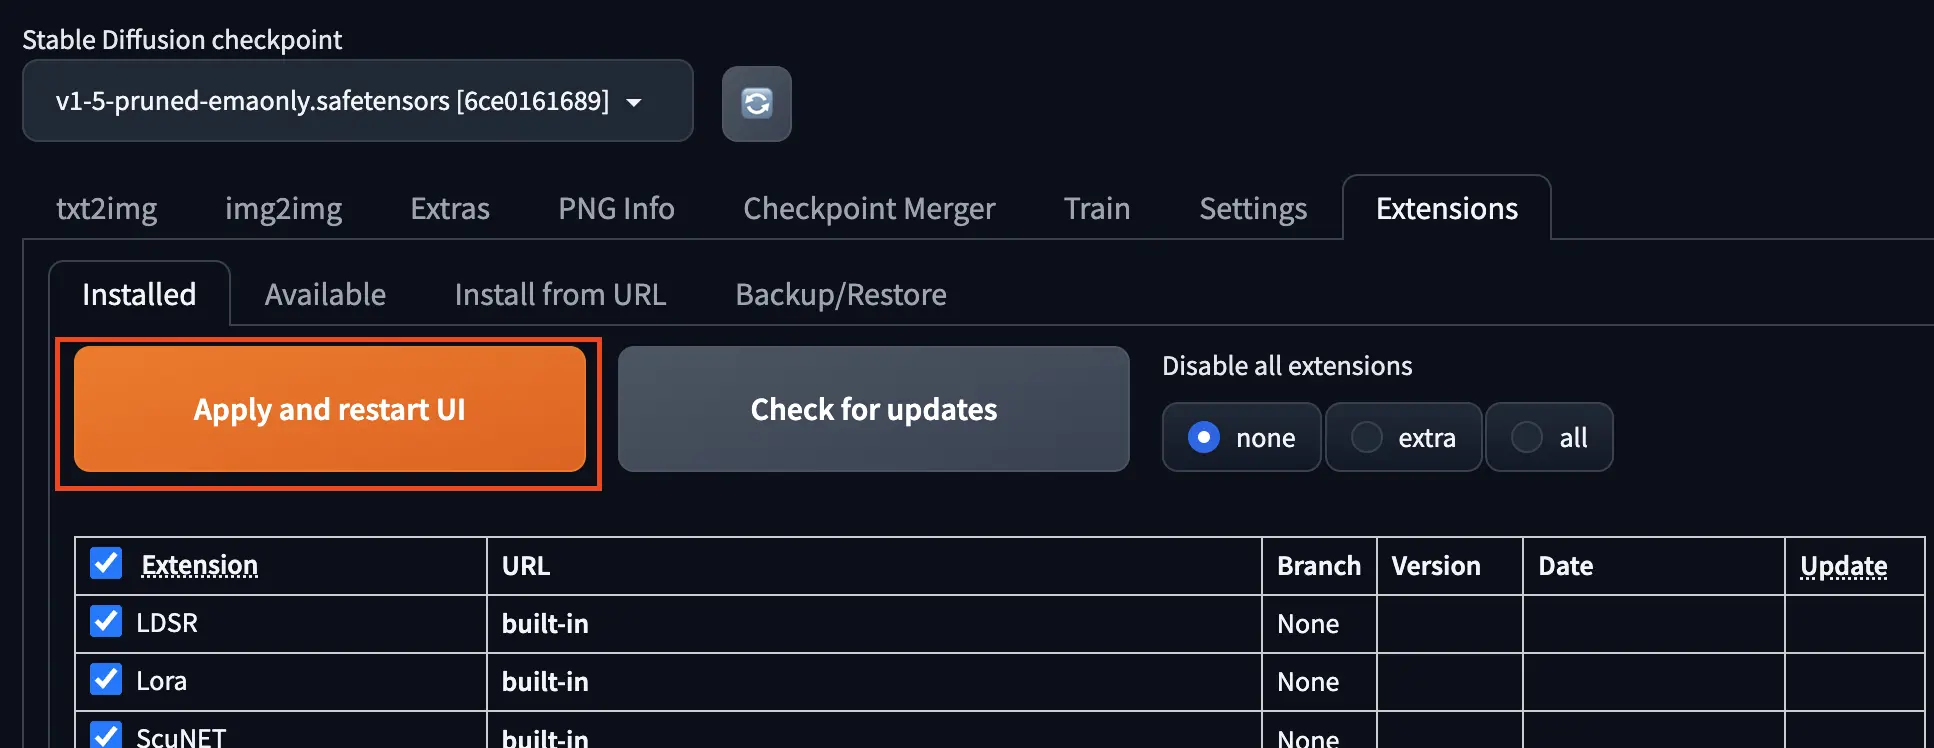 Stable Diffusion checkpoint
v1-5-pruned-emaonly.safetensors [6ce0161689]
txt2img img2img Extras PNG Info Checkpoint Merger Train Settings Extensions
Installed Available Install from URL Backup/Restore
Apply and restart UI Check for updates
Disable all extensions
none extra all
Extension URL Branch Version Date Update
LDSR built-in None
Lora built-in None
ScuNET built-in None